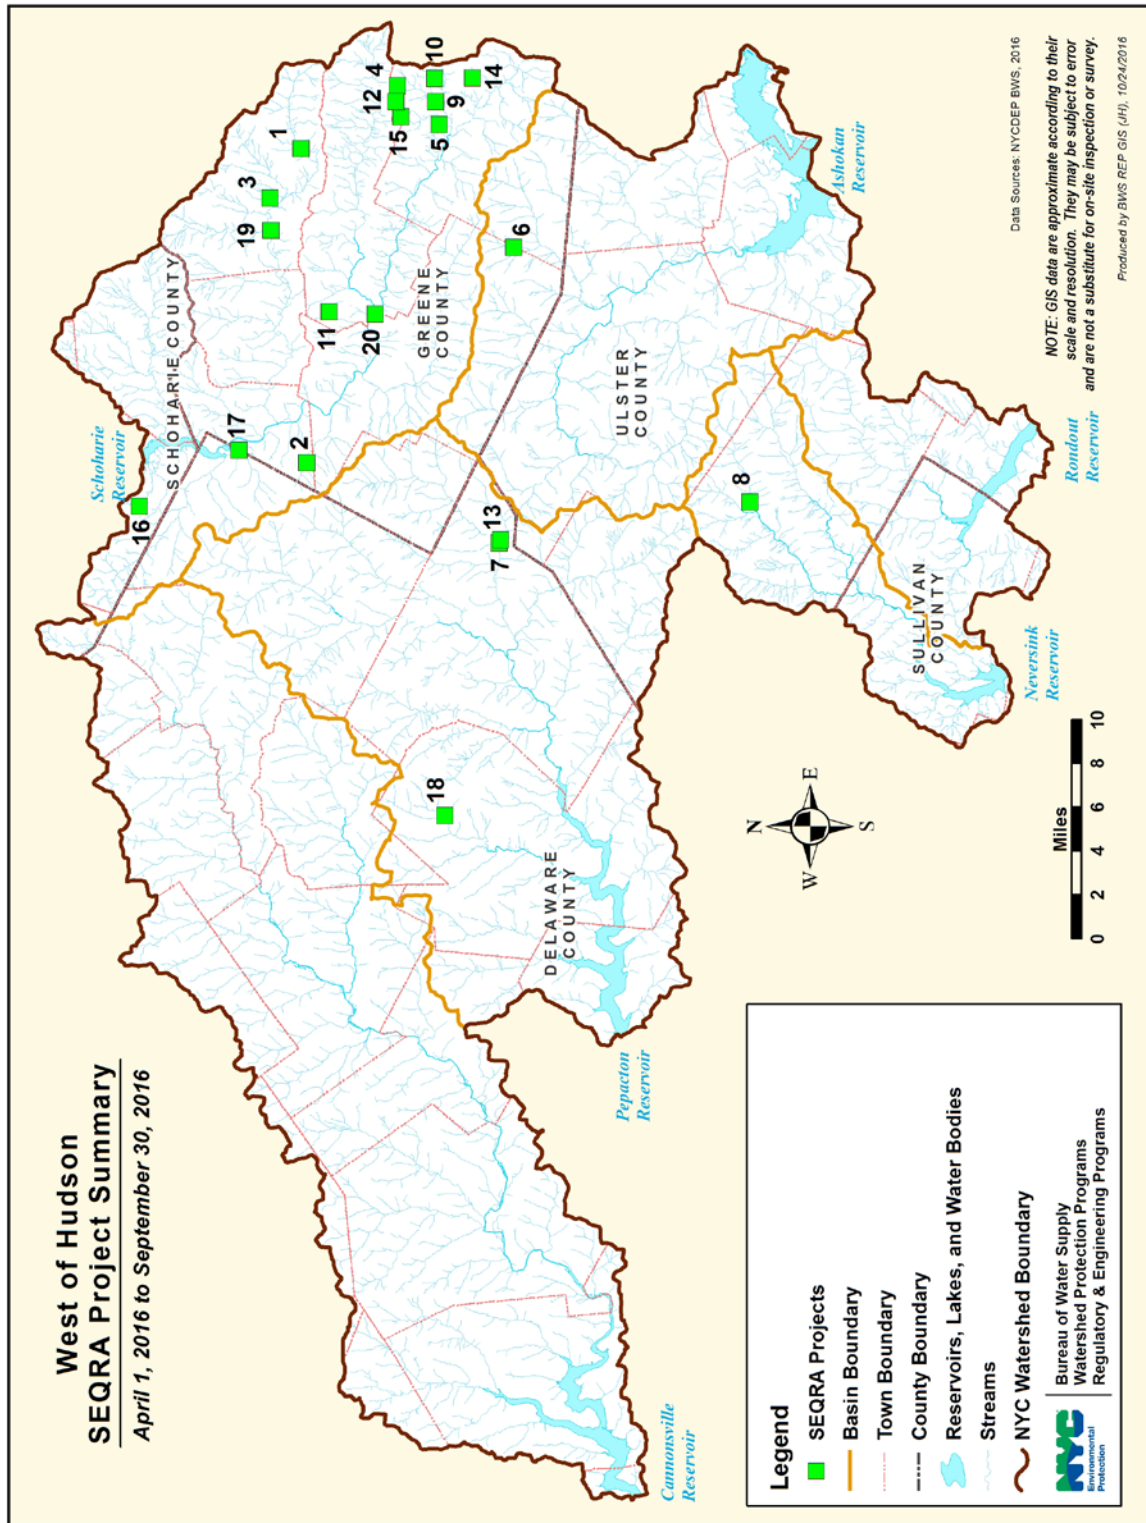 West of Hudson
SEQRA Project Summary
April 1, 2016 to September 30, 2016
Schoharie
Reservoir
SCHOHARIE COUNTY
16
17
2
19
3
1
11
20
12
4
15
10
9
5
14
6
GREENE
COUNTY
7
13
18
8
ULSTER
COUNTY
Ashokan
Reservoir
DELAWARE
COUNTY
SULLIVAN
COUNTY
Cannonsville
Reservoir
Pepacton
Reservoir
Neversink
Reservoir
Rondout
Reservoir
N
W
E
S
Miles
0 2 4 6 8 10
Legend
SEQRA Projects
Basin Boundary
Town Boundary
County Boundary
Reservoirs, Lakes, and Water Bodies
Streams
NYC Watershed Boundary
NYC
Environmental
Protection
Bureau of Water Supply
Watershed Protection Programs
Regulatory & Engineering Programs
Data Sources: NYCDEP BWS, 2016
NOTE: GIS data are approximate according to their
scale and resolution. They may be subject to error
and are not a substitute for on-site inspection or survey.
Produced by BWS REP GIS (JH), 10/24/2016